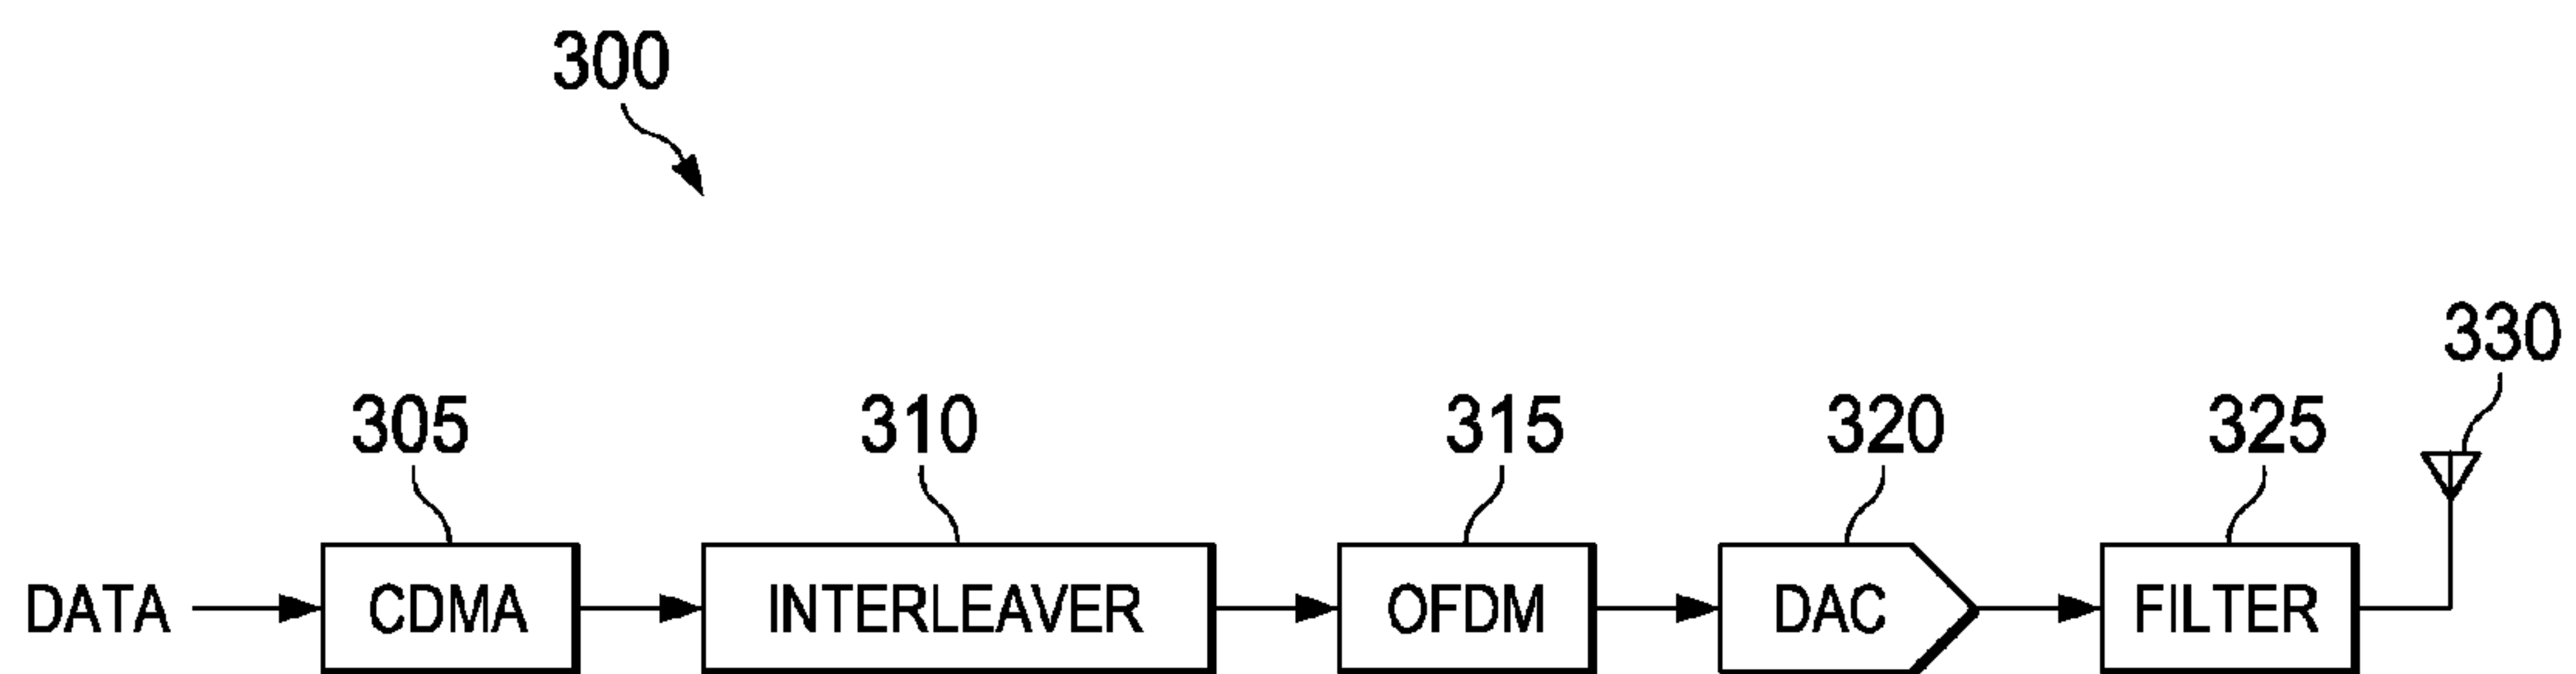 300
330
305 310 315 320 325
DATA CDMA INTERLEAVER OFDM DAC FILTER